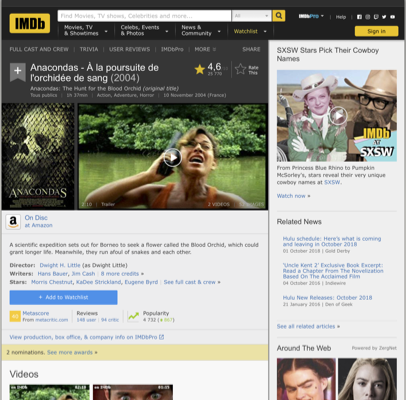 IMDb
Find Movies, TV shows, Celebrities and more...
All
IMDbPro
Help
Movies, TV & Showtimes
Celebs, Events & Photos
News & Community
Watchlist
Sign in
FULL CAST AND CREW | TRIVIA | USER REVIEWS | IMDbPro | MORE
SHARE
Anacondas - À la poursuite de l'orchidée de sang (2004)
Anacondas: The Hunt for the Blood Orchid (original title)
Tous publics | 1h 37min | Action, Adventure, Horror | 10 November 2004 (France)
4,6
Rate This
ANACONDAS
Trailer
2 VIDEOS
On Disc
at Amazon
A scientific expedition sets out for Borneo to seek a flower called the Blood Orchid, which could grant longer life. Meanwhile, they run afoul of snakes and each other.
Director: Dwight H. Little (as Dwight Little)
Writers: Hans Bauer, Jim Cash | 8 more credits »
Stars: Morris Chestnut, KaDee Strickland, Eugene Byrd | See full cast & crew »
+ Add to Watchlist
Metascore
From metacritic.com
Reviews
148 user | 94 critic
Popularity
4 732
View production, box office, & company info on IMDbPro
2 nominations. See more awards »
Videos
SXSW Stars Pick Their Cowboy Names
IMDb AT SXSW
From Princess Blue Rhino to Pumpkin McSorley's, stars reveal their very unique cowboy names at SXSW.
Watch now »
Related News
Hulu schedule: Here's what is coming and leaving in October 2018
01 October 2018 | Gold Derby
'Uncle Kent 2' Exclusive Book Excerpt: Read a Chapter From The Novelization Based On The Acclaimed Film
04 October 2016 | Indiewire
Hulu New Releases: October 2018
21 January 2016 | Den of Geek
See all related articles »
Around The Web
Powered by ZergNet